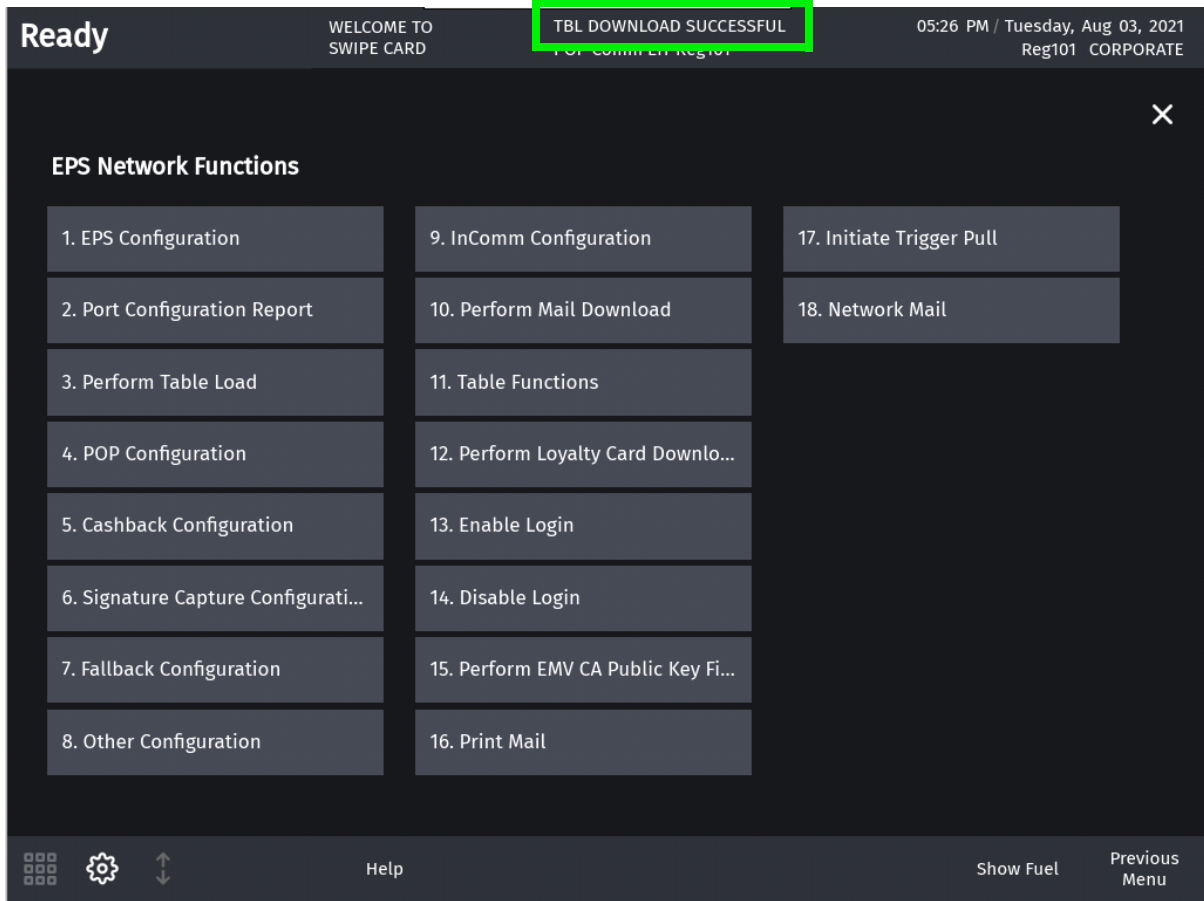 Ready
WELCOME TO
SWIPE CARD
TBL DOWNLOAD SUCCESSFUL
05:26 PM / Tuesday, Aug 03, 2021
Reg101 CORPORATE
EPS Network Functions
1. EPS Configuration
2. Port Configuration Report
3. Perform Table Load
4. POP Configuration
5. Cashback Configuration
6. Signature Capture Configurati...
7. Fallback Configuration
8. Other Configuration
9. InComm Configuration
10. Perform Mail Download
11. Table Functions
12. Perform Loyalty Card Downlo...
13. Enable Login
14. Disable Login
15. Perform EMV CA Public Key Fi...
16. Print Mail
17. Initiate Trigger Pull
18. Network Mail
Help
Show Fuel
Previous
Menu